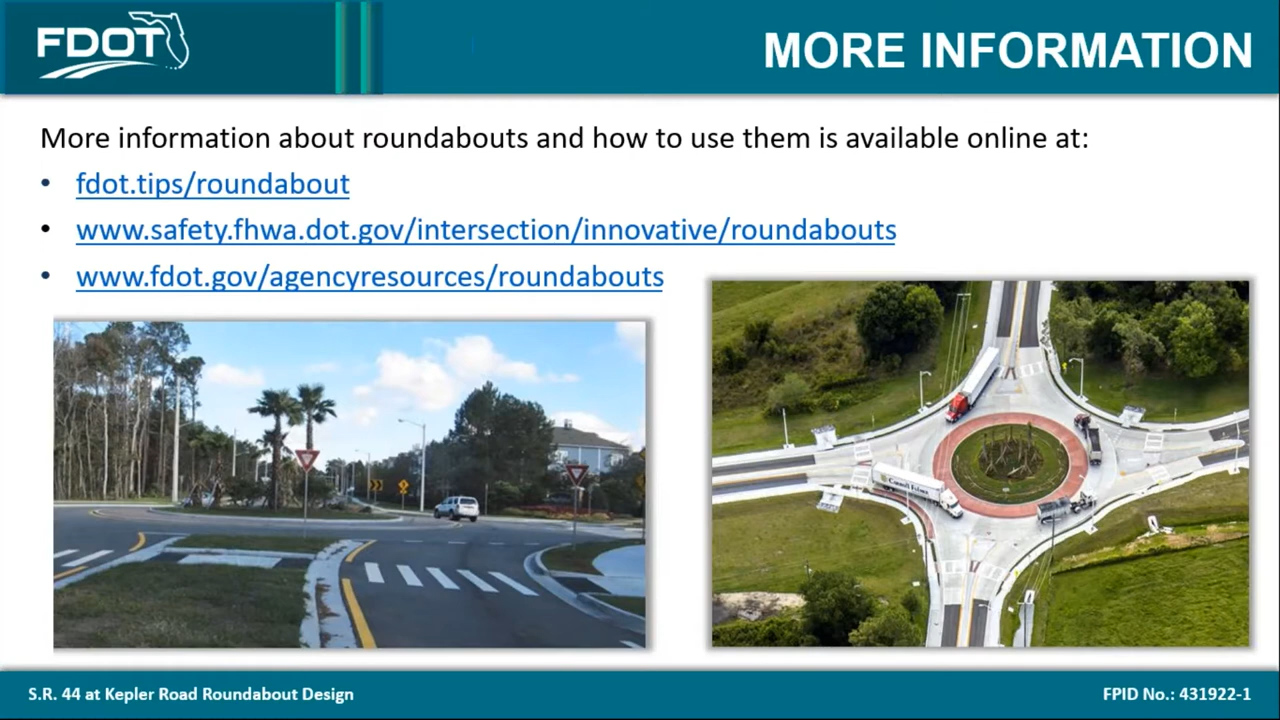 FDOT
MORE INFORMATION
More information about roundabouts and how to use them is available online at:
• fdot.tips/roundabout
• www.safety.fhwa.dot.gov/intersection/innovative/roundabouts
• www.fdot.gov/agencyresources/roundabouts
S.R. 44 at Kepler Road Roundabout Design
FPID No.: 431922-1